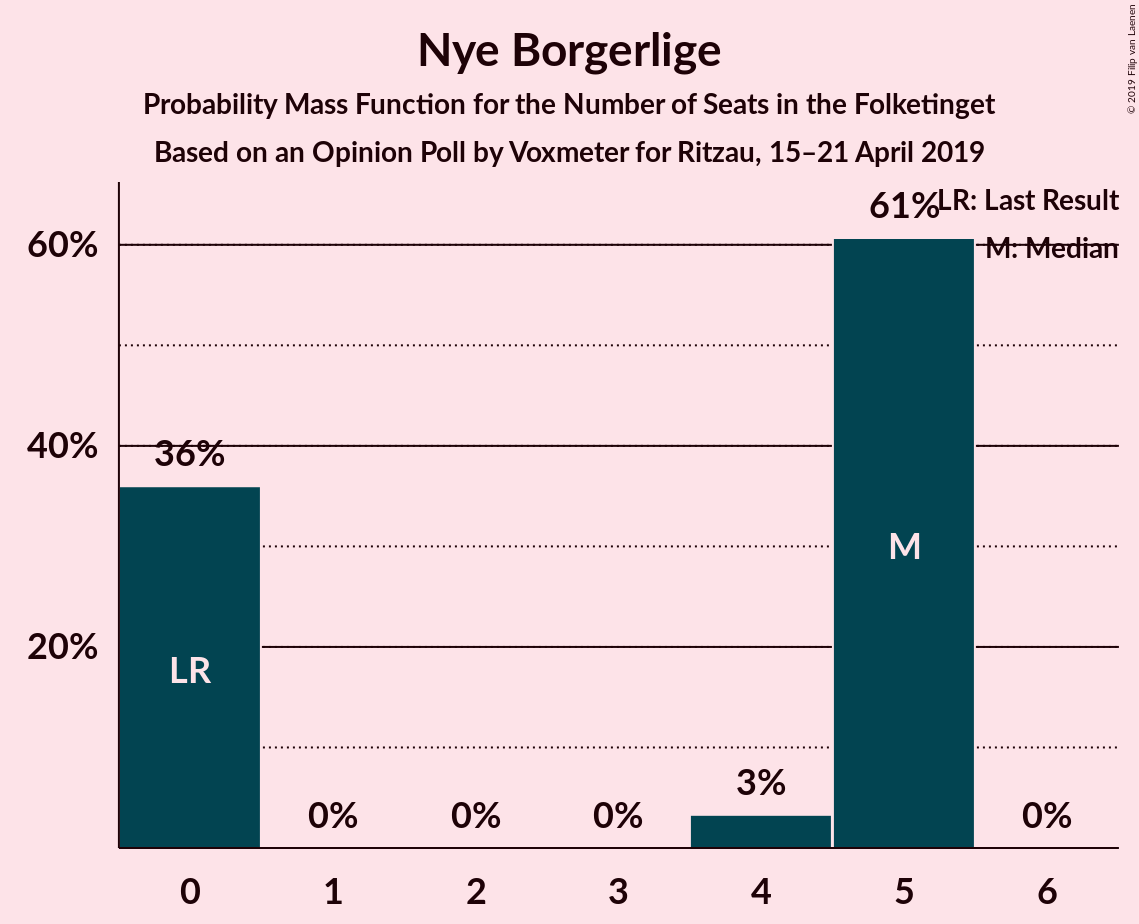 Nye Borgerlige
Probability Mass Function for the Number of Seats in the Folketinget
Based on an Opinion Poll by Voxmeter for Ritzau, 15–21 April 2019
© 2019 Filip van Laenen
LR: Last Result
M: Median
60%
40%
20%
36%
0%
0%
0%
3%
61%
0%
LR
M
0 1 2 3 4 5 6